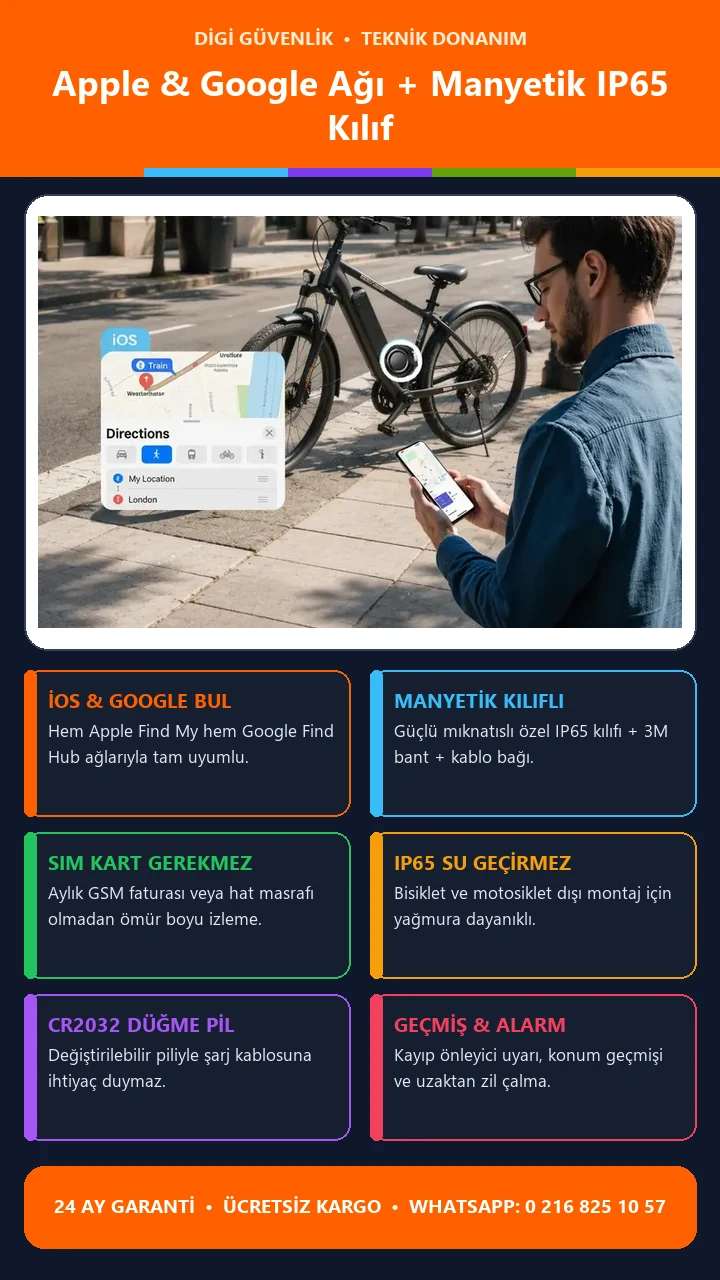 DİGİ GÜVENLİK • TEKNİK DONANIM
Apple & Google Ağı + Manyetik IP65
Kılıf
iOS
Train
Directions
My Location
London
İOS & GOOGLE BUL
Hem Apple Find My hem Google Find
Hub ağlarıyla tam uyumlu.
MANYETİK KILIFLI
Güçlü mıknatıslı özel IP65 kılıfı + 3M
bant + kablo bağı.
SIM KART GEREKMEZ
Aylık GSM faturası veya hat masrafı
olmadan ömür boyu izleme.
IP65 SU GEÇİRMEZ
Bisiklet ve motosiklet dışı montaj için
yağmura dayanıklı.
CR2032 DÜĞME PİL
Değiştirilebilir piliyle şarj kablosuna
ihtiyaç duymaz.
GEÇMİŞ & ALARM
Kayıp önleyici uyarı, konum geçmişi
ve uzaktan zil çalma.
24 AY GARANTİ • ÜCRETSİZ KARGO • WHATSAPP: 0 216 825 10 57